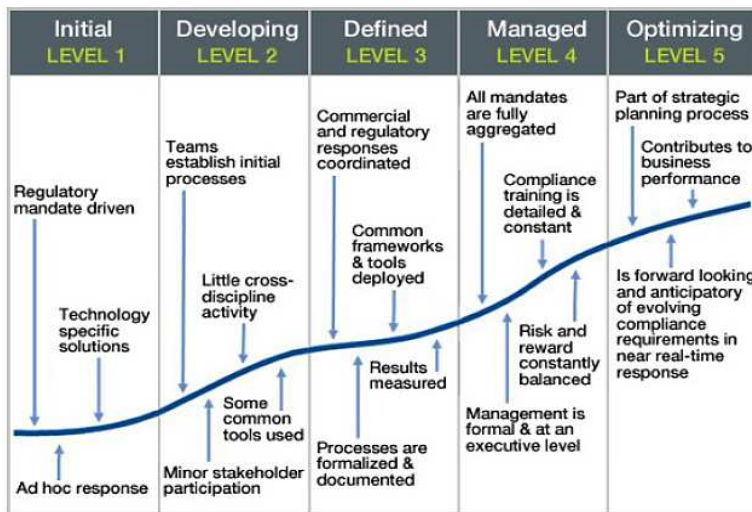 Initial
LEVEL 1
Developing
LEVEL 2
Defined
LEVEL 3
Managed
LEVEL 4
Optimizing
LEVEL 5
Regulatory
mandate driven
Technology
specific
solutions
Ad hoc response
Teams
establish initial
processes
Little cross-
discipline
activity
Some
common
tools used
Minor stakeholder
participation
Commercial
and regulatory
responses
coordinated
Common
frameworks
& tools
deployed
Results
measured
Processes are
formalized &
documented
All mandates
are fully
aggregated
Compliance
training is
detailed &
constant
Risk and
reward
constantly
balanced
Management is
formal & at an
executive level
Part of strategic
planning process
Contributes to
business
performance
Is forward looking
and anticipatory
of evolving
compliance
requirements in
near real-time
response